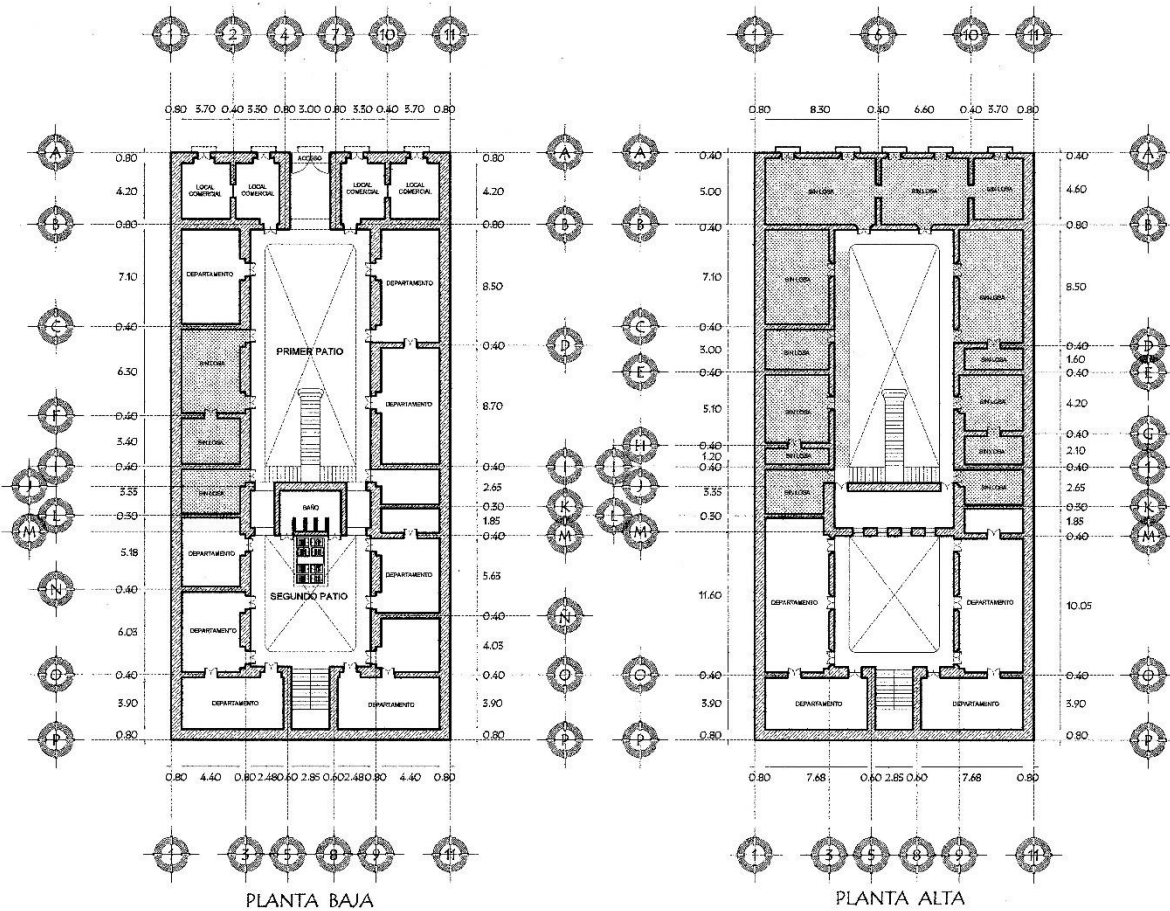 1 2 4 7 10 11
0.80 3.70 0.40 3.30 0.80 3.00 0.80 3.30 0.40 3.70 0.80
A
B
C
F
I
J
L
M
N
O
P
0.80
4.20
0.80
7.10
0.40
6.30
0.40
3.40
0.40
3.35
0.30
5.18
0.40
6.03
0.40
3.90
0.80
ACCESO
LOCAL COMERCIAL
LOCAL COMERCIAL
LOCAL COMERCIAL
LOCAL COMERCIAL
DEPARTAMENTO
DEPARTAMENTO
PRIMER PATIO
SIN LOSA
DEPARTAMENTO
SIN LOSA
SIN LOSA
BAÑO
DEPARTAMENTO
DEPARTAMENTO
SEGUNDO PATIO
DEPARTAMENTO
DEPARTAMENTO
DEPARTAMENTO
0.80
4.20
0.80
8.50
0.40
8.70
0.40
2.65
0.30
1.85
0.40
5.65
0.40
4.03
0.40
3.90
0.80
A
B
D
I
K
M
Ñ
O
P
0.80 4.40 0.80 2.48 0.60 2.85 0.60 2.48 0.80 4.40 0.80
1 3 5 8 9 11
PLANTA BAJA
1 6 10 11
0.80 8.30 0.40 6.60 0.40 3.70 0.80
A
B
C
E
H
I
J
L
M
O
P
0.40
5.00
0.40
7.10
0.40
3.00
0.40
5.10
0.40
1.20
0.40
3.35
0.30
11.60
0.40
3.90
0.80
SIN LOSA
SIN LOSA
SIN LOSA
SIN LOSA
SIN LOSA
SIN LOSA
SIN LOSA
SIN LOSA
SIN LOSA
SIN LOSA
SIN LOSA
SIN LOSA
SIN LOSA
DEPARTAMENTO
DEPARTAMENTO
DEPARTAMENTO
DEPARTAMENTO
0.40
4.60
0.80
8.50
0.40
1.60
0.40
4.20
0.40
2.10
0.40
2.65
0.30
1.85
0.40
10.05
0.40
3.90
0.80
A
B
D
E
G
K
M
O
P
0.80 7.68 0.60 2.85 0.60 7.68 0.80
1 3 5 8 9 11
PLANTA ALTA